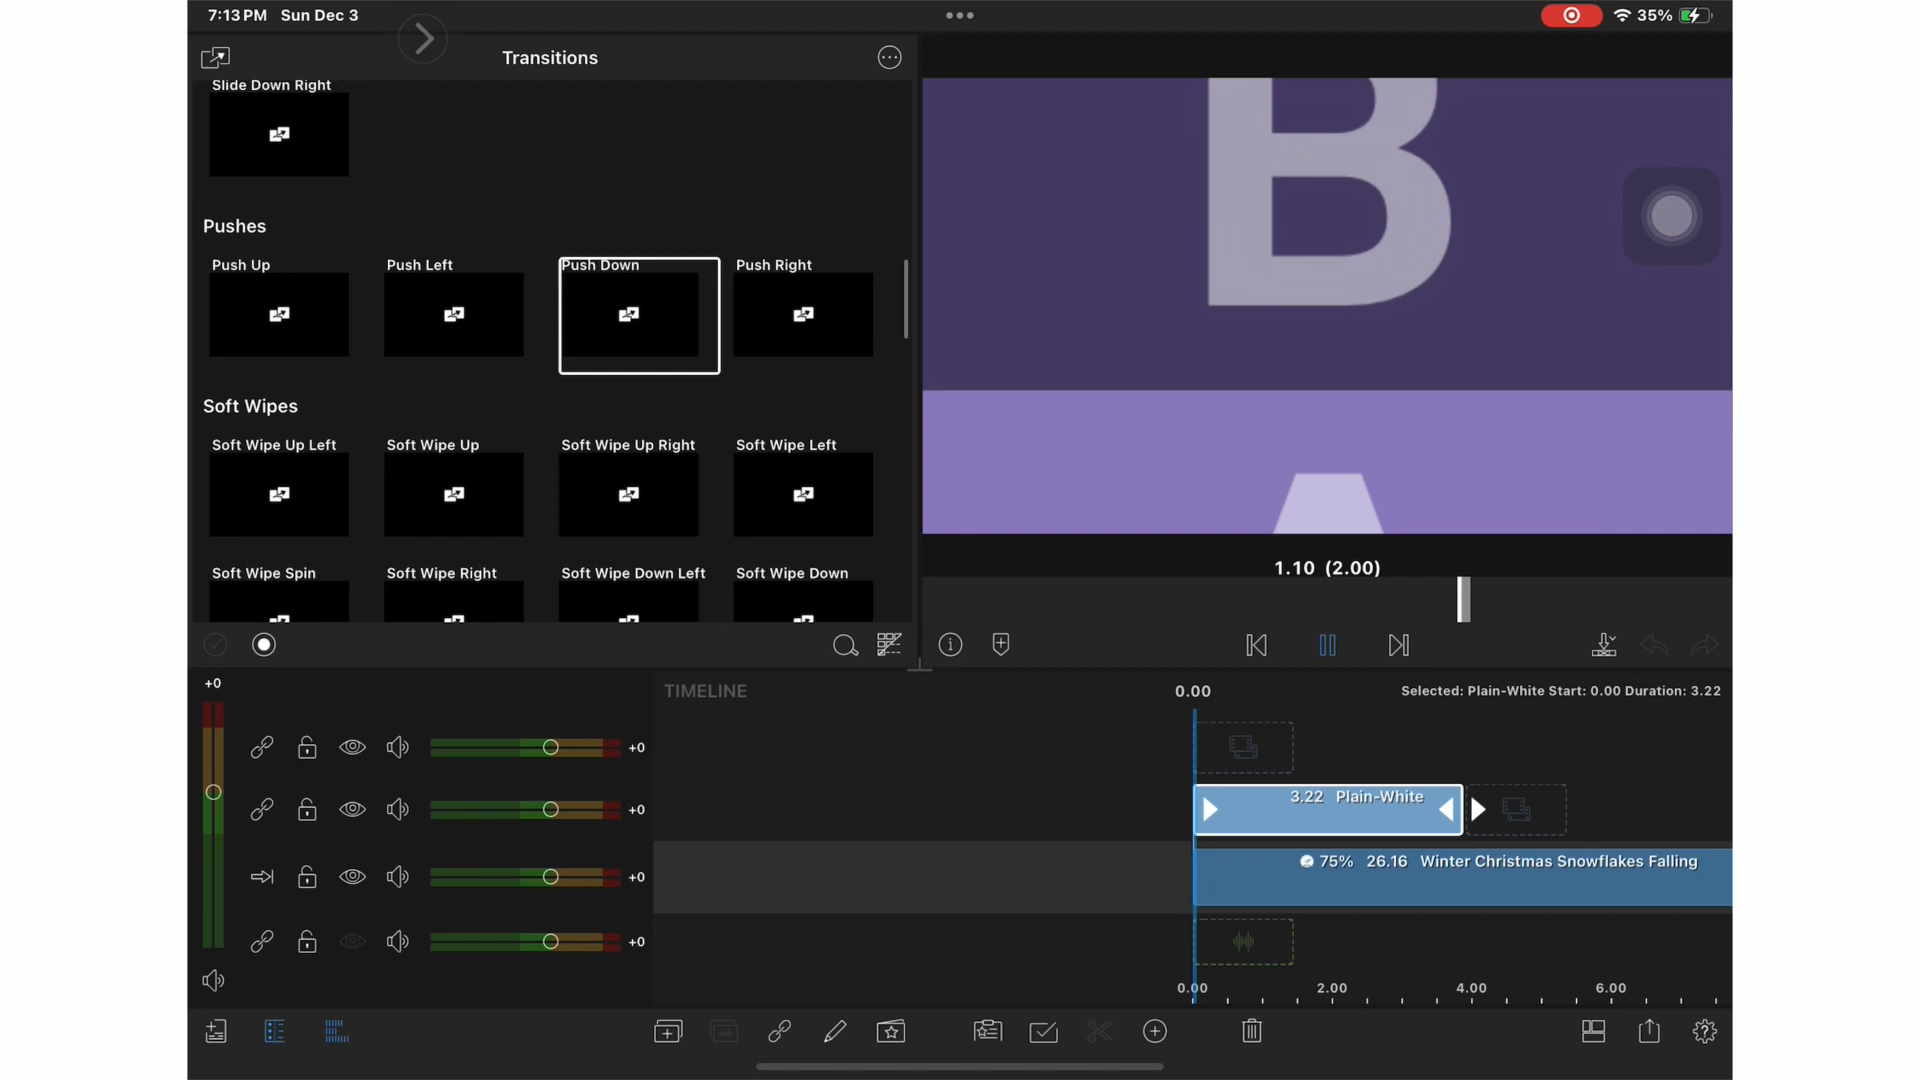 7:13 PM Sun Dec 3
35%
Transitions
Slide Down Right
Pushes
Push Up Push Left Push Down Push Right
Soft Wipes
Soft Wipe Up Left Soft Wipe Up Soft Wipe Up Right Soft Wipe Left
Soft Wipe Spin Soft Wipe Right Soft Wipe Down Left Soft Wipe Down
B
A
1.10 (2.00)
+0
TIMELINE 0.00 Selected: Plain-White Start: 0.00 Duration: 3.22
+0
+0 3.22 Plain-White
+0 75% 26.16 Winter Christmas Snowflakes Falling
+0
0.00 2.00 4.00 6.00